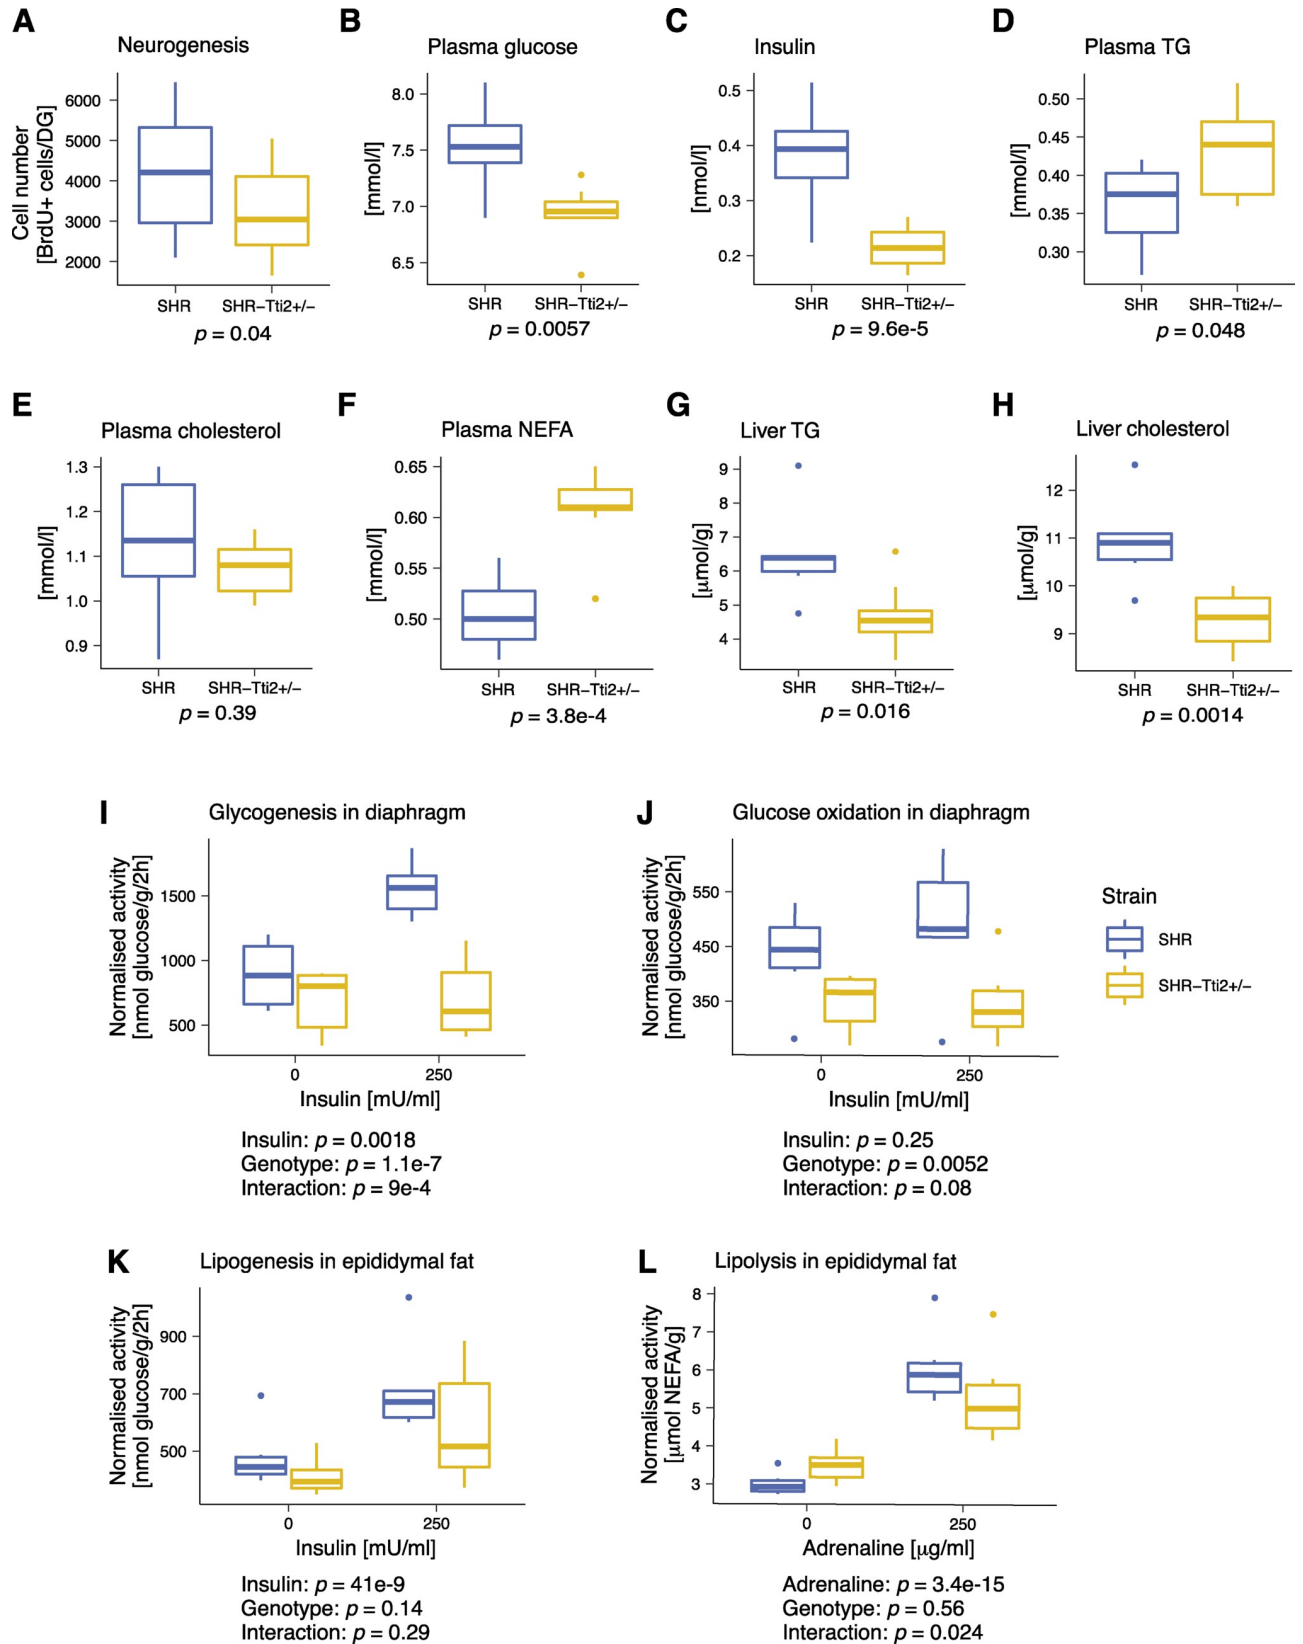 A
Neurogenesis
Cell number
[BrdU+ cells/DG]
6000
5000
4000
3000
2000
SHR
SHR–Tti2+/–
p = 0.04
B
Plasma glucose
[mmol/l]
8.0
7.5
7.0
6.5
SHR
SHR–Tti2+/–
p = 0.0057
C
Insulin
[nmol/l]
0.5
0.4
0.3
0.2
SHR
SHR–Tti2+/–
p = 9.6e-5
D
Plasma TG
[mmol/l]
0.50
0.45
0.40
0.35
0.30
SHR
SHR–Tti2+/–
p = 0.048
E
Plasma cholesterol
[mmol/l]
1.3
1.2
1.1
1.0
0.9
SHR
SHR–Tti2+/–
p = 0.39
F
Plasma NEFA
[mmol/l]
0.65
0.60
0.55
0.50
SHR
SHR–Tti2+/–
p = 3.8e-4
G
Liver TG
[μmol/g]
9
8
7
6
5
4
SHR
SHR–Tti2+/–
p = 0.016
H
Liver cholesterol
[μmol/g]
12
11
10
9
SHR
SHR–Tti2+/–
p = 0.0014
I
Glycogenesis in diaphragm
Normalised activity
[nmol glucose/g/2h]
1500
1000
500
0
250
Insulin [mU/ml]
Insulin: p = 0.0018
Genotype: p = 1.1e-7
Interaction: p = 9e-4
J
Glucose oxidation in diaphragm
Normalised activity
[nmol glucose/g/2h]
550
450
350
0
250
Insulin [mU/ml]
Insulin: p = 0.25
Genotype: p = 0.0052
Interaction: p = 0.08
Strain
SHR
SHR–Tti2+/–
K
Lipogenesis in epididymal fat
Normalised activity
[nmol glucose/g/2h]
900
700
500
0
250
Insulin [mU/ml]
Insulin: p = 41e-9
Genotype: p = 0.14
Interaction: p = 0.29
L
Lipolysis in epididymal fat
Normalised activity
[μmol NEFA/g]
8
7
6
5
4
3
0
250
Adrenaline [μg/ml]
Adrenaline: p = 3.4e-15
Genotype: p = 0.56
Interaction: p = 0.024